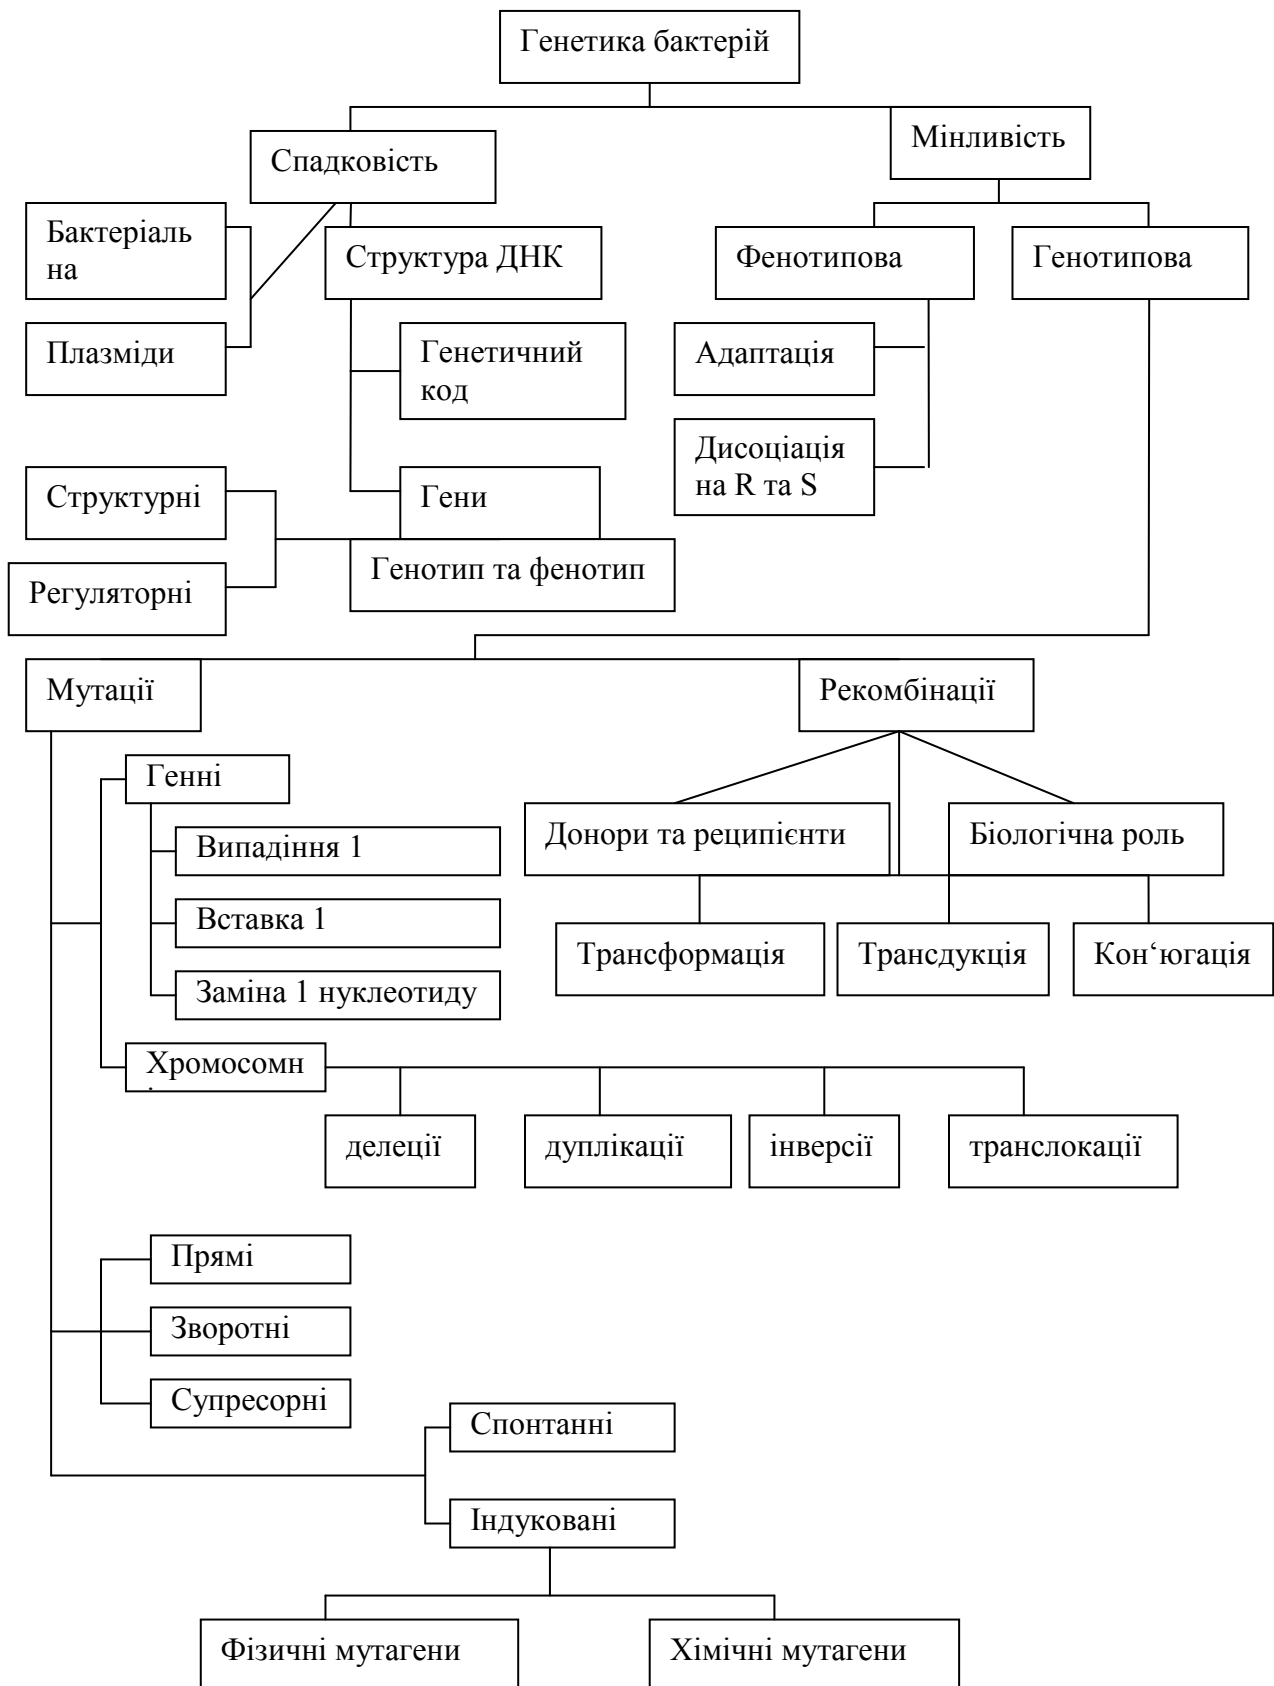 Генетика бактерій
Спадковість
Мінливість
Бактеріаль
на
Структура ДНК
Фенотипова
Генотипова
Плазміди
Генетичний
код
Адаптація
Дисоціація
на R та S
Структурні
Гени
Генотип та фенотип
Регуляторні
Мутації
Рекомбінації
Генні
Випадіння 1
Донори та реципієнти
Біологічна роль
Вставка 1
Трансформація
Трансдукція
Кон‘югація
Заміна 1 нуклеотиду
Хромосомн
делеції
дуплікації
інверсії
транслокації
Прямі
Зворотні
Супресорні
Спонтанні
Індуковані
Фізичні мутагени
Хімічні мутагени